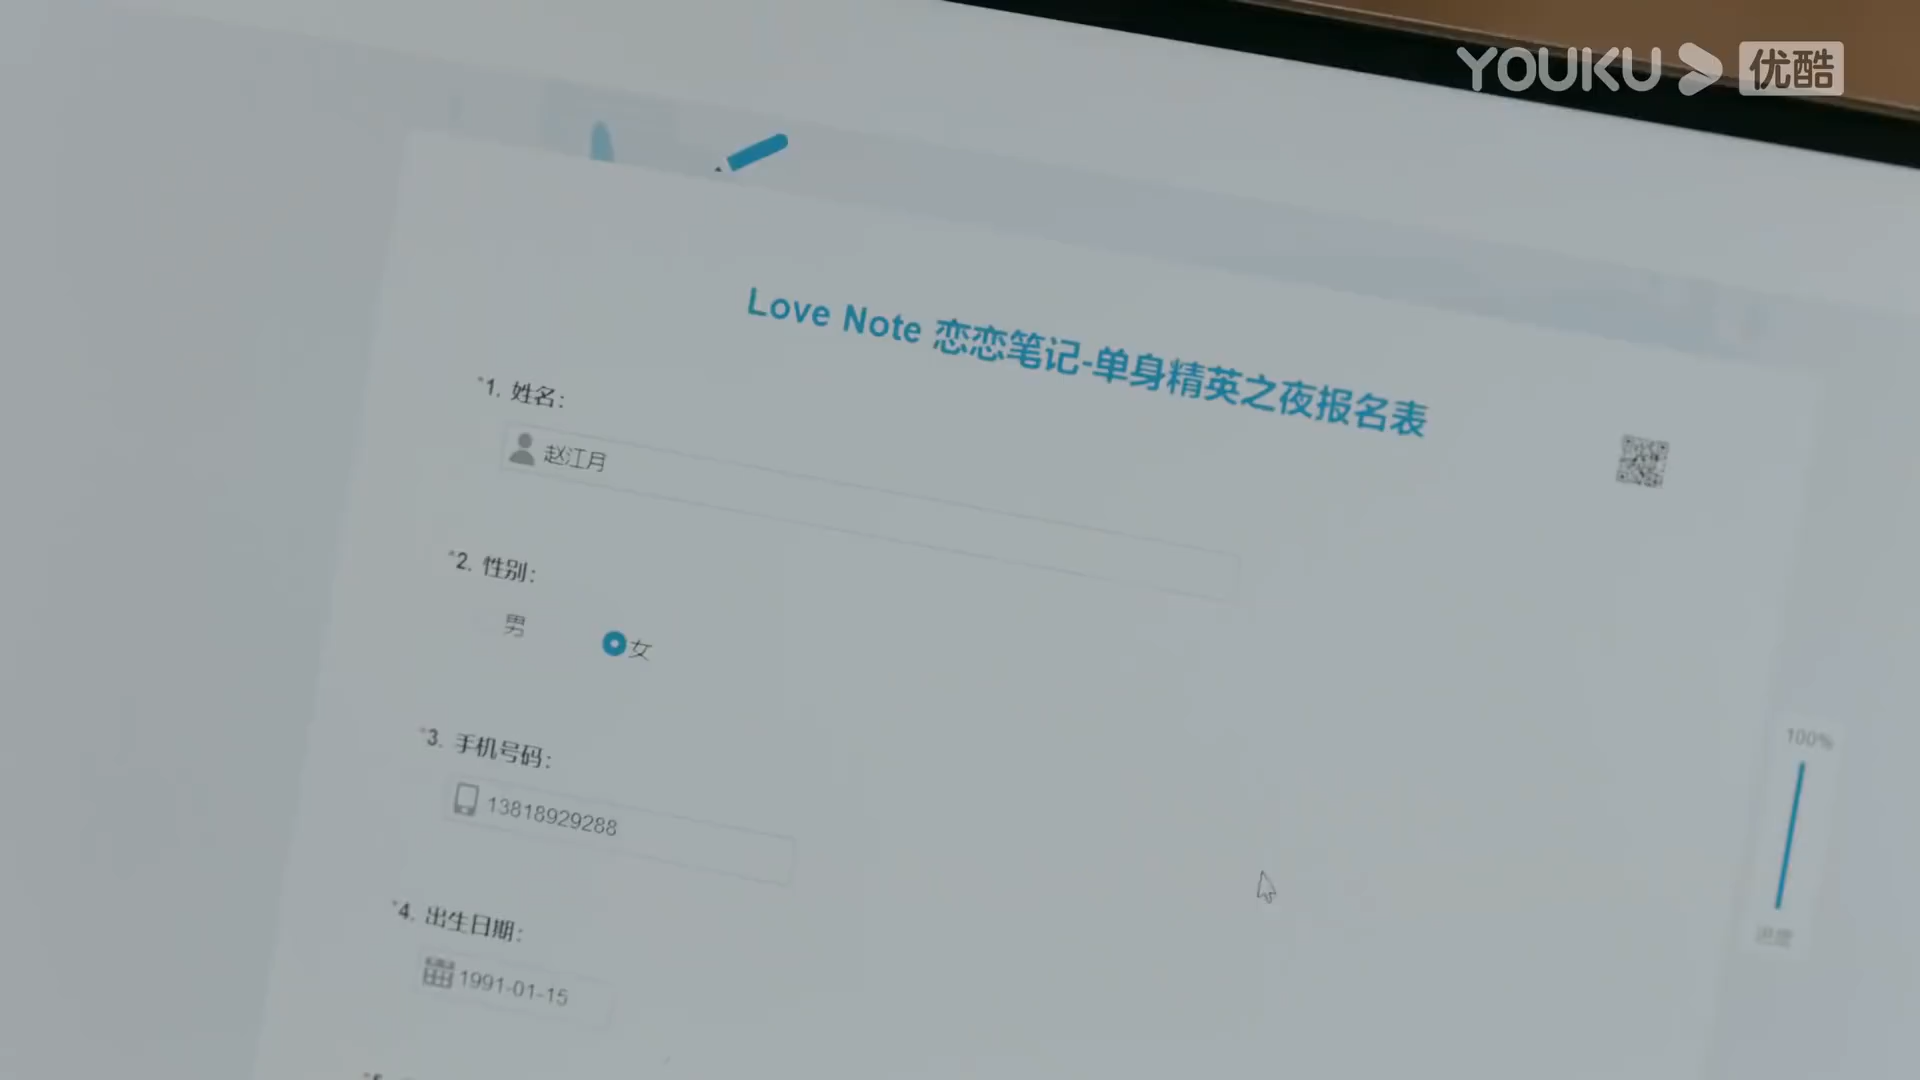 YOUKU 优酷
Love Note 恋恋笔记-单身精英之夜报名表
*1. 姓名:
赵江月
*2. 性别:
男 女
*3. 手机号码:
13818929288
100%
进度
*4. 出生日期:
1991-01-15